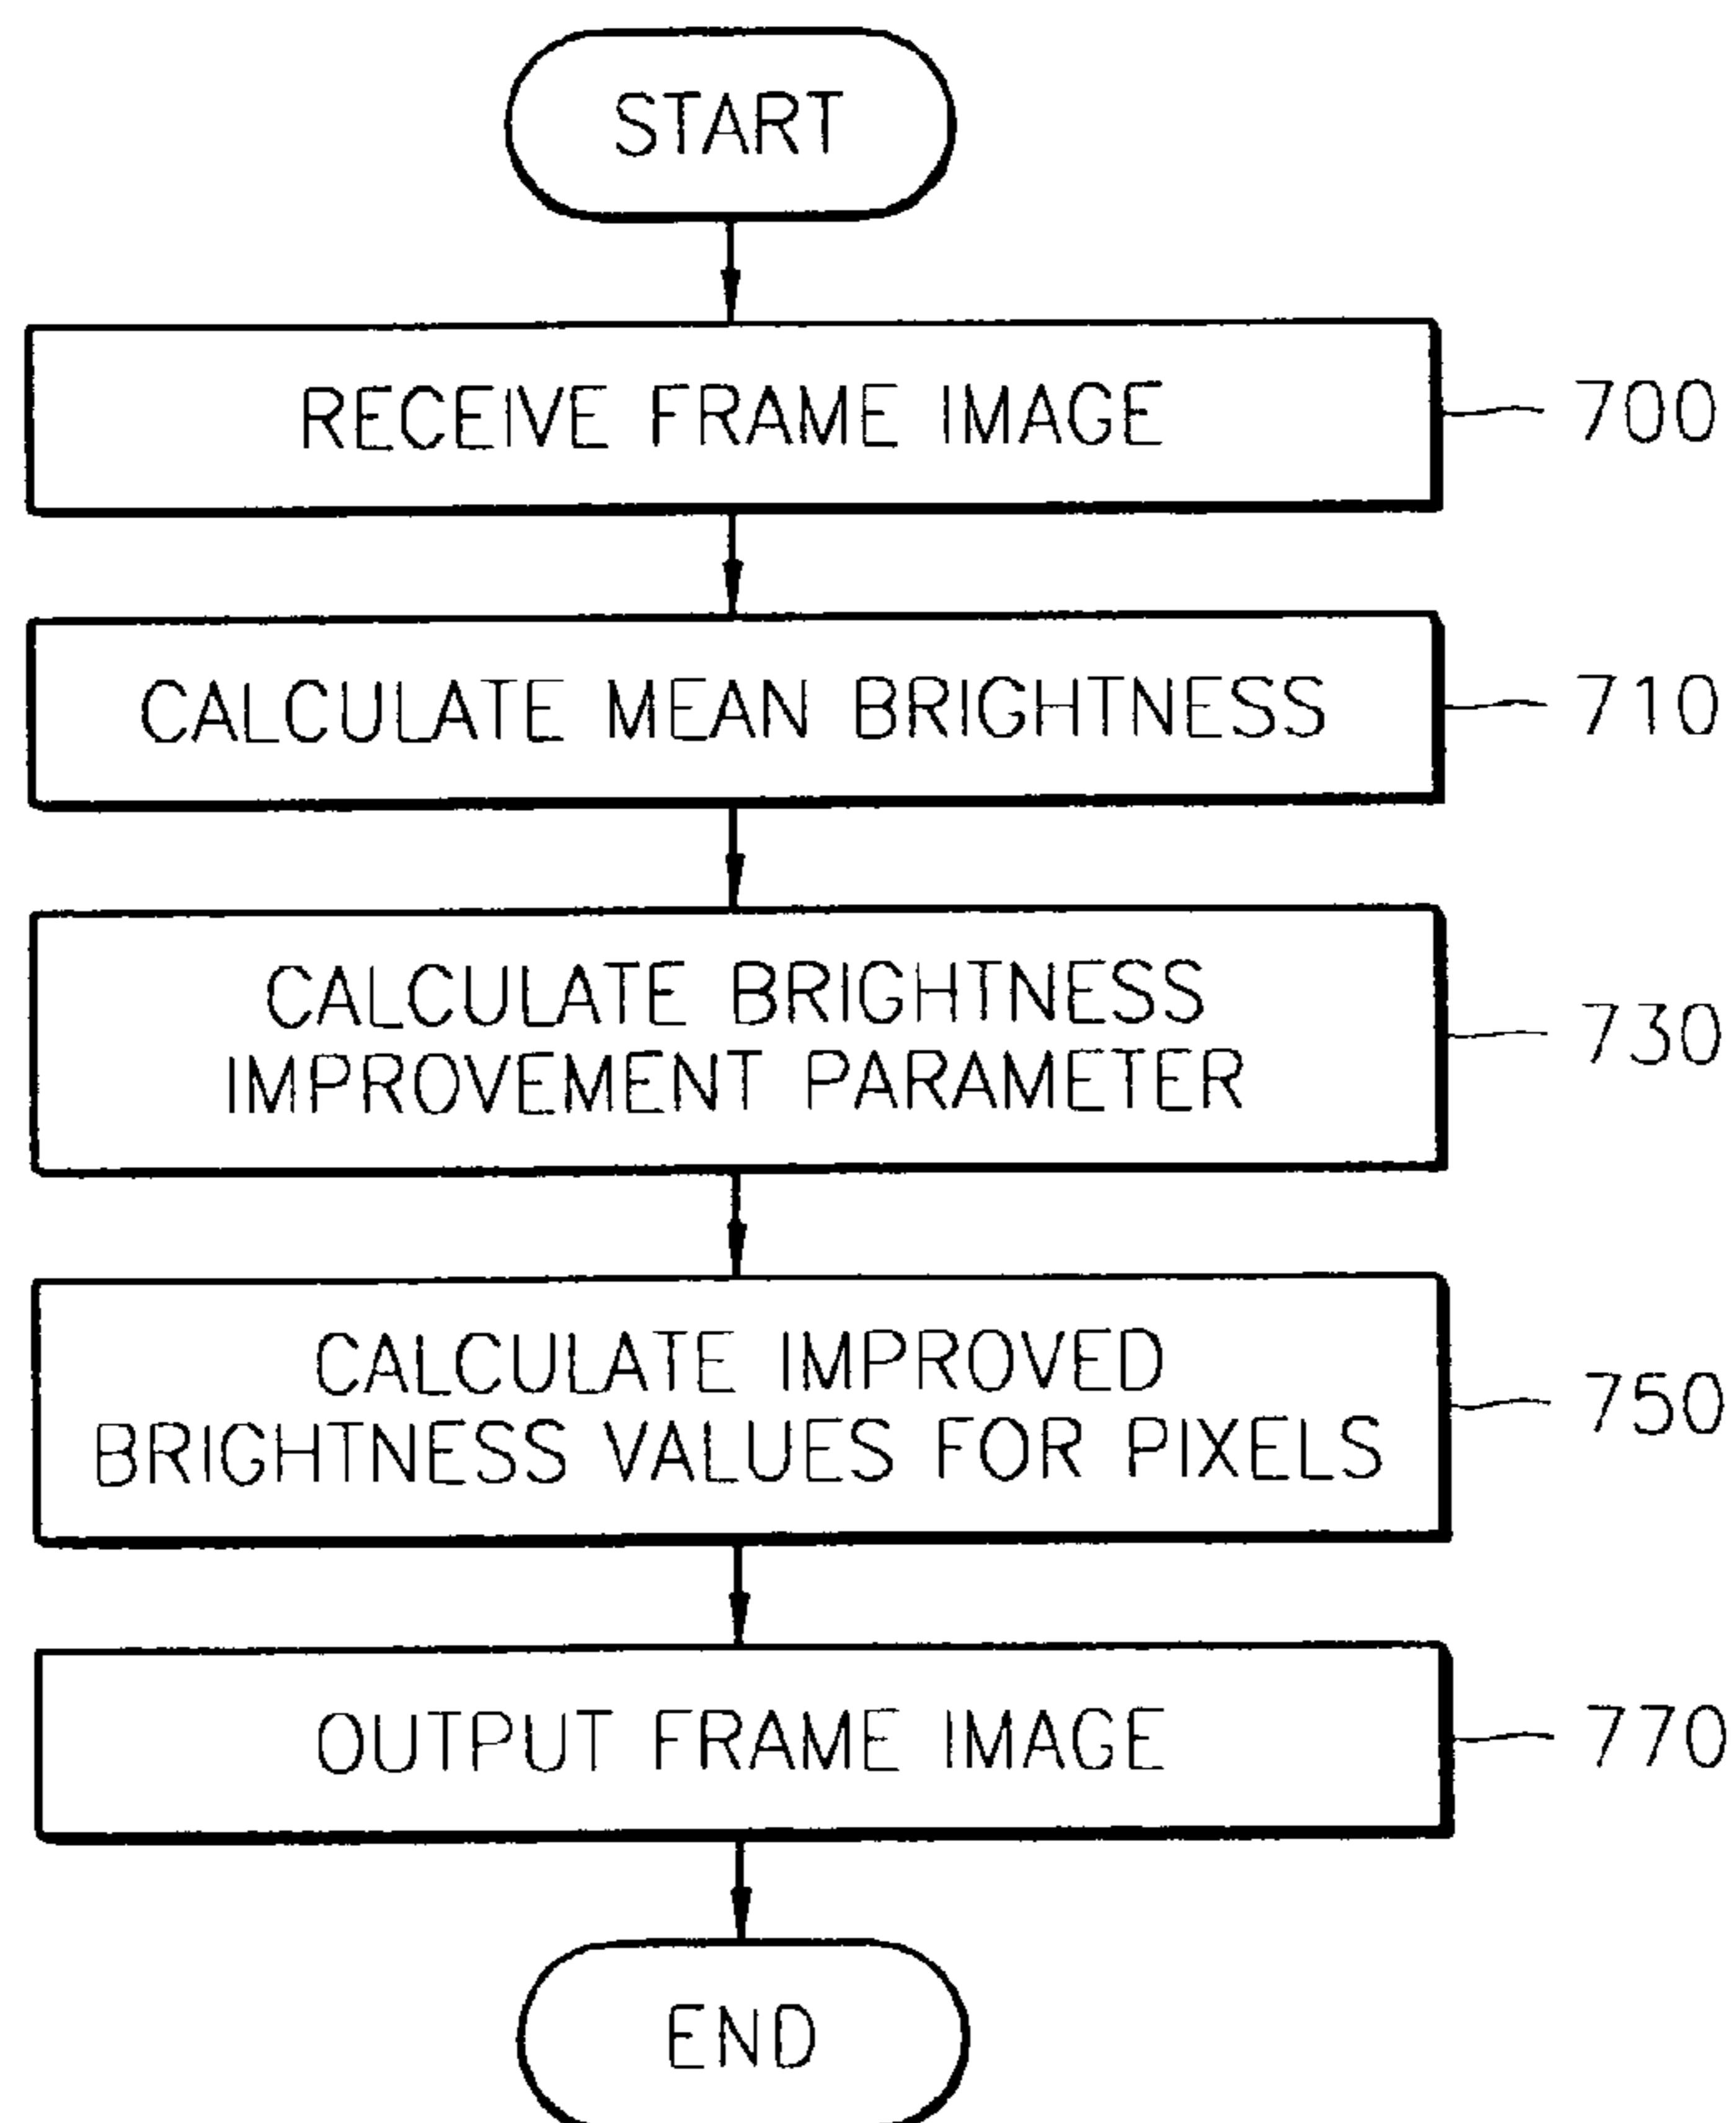 START
RECEIVE FRAME IMAGE
700
CALCULATE MEAN BRIGHTNESS
710
CALCULATE BRIGHTNESS
IMPROVEMENT PARAMETER
730
CALCULATE IMPROVED
BRIGHTNESS VALUES FOR PIXELS
750
OUTPUT FRAME IMAGE
770
END